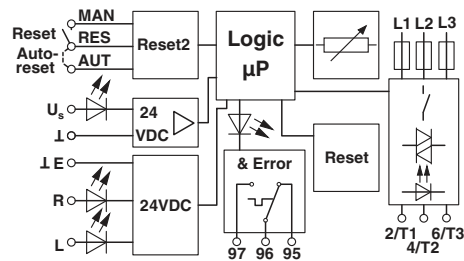 MAN
Reset
RES
Auto-
reset
AUT
Reset2
Logic
µP
L1 L2 L3
Us
24
VDC
⊥
⊥ E
R
L
24VDC
& Error
Reset
97 96 95
2/T1 6/T3
4/T2